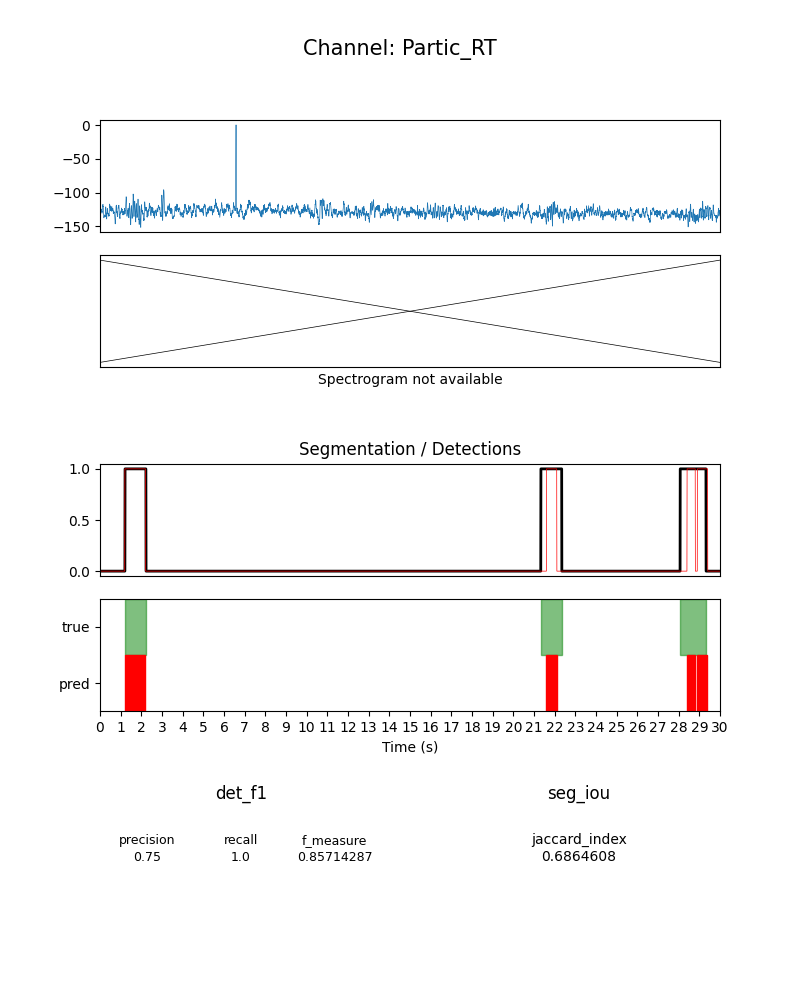 Channel: Partic_RT
0
−50
−100
−150
Spectrogram not available
Segmentation / Detections
1.0
0.5
0.0
true
pred
0 1 2 3 4 5 6 7 8 9 10 11 12 13 14 15 16 17 18 19 20 21 22 23 24 25 26 27 28 29 30
Time (s)
det_f1 seg_iou
precision recall f_measure jaccard_index
0.75 1.0 0.85714287 0.6864608